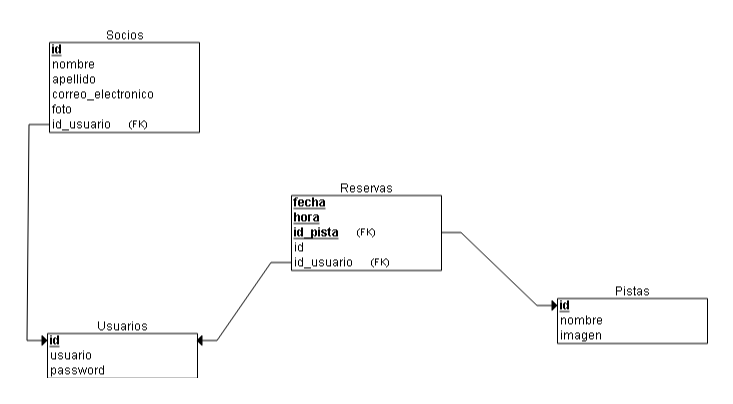 Socios
id
nombre
apellido
correo_electronico
foto
id_usuario (FK)
Reservas
fecha
hora
id_pista (FK)
id
id_usuario (FK)
Usuarios
id
usuario
password
Pistas
id
nombre
imagen